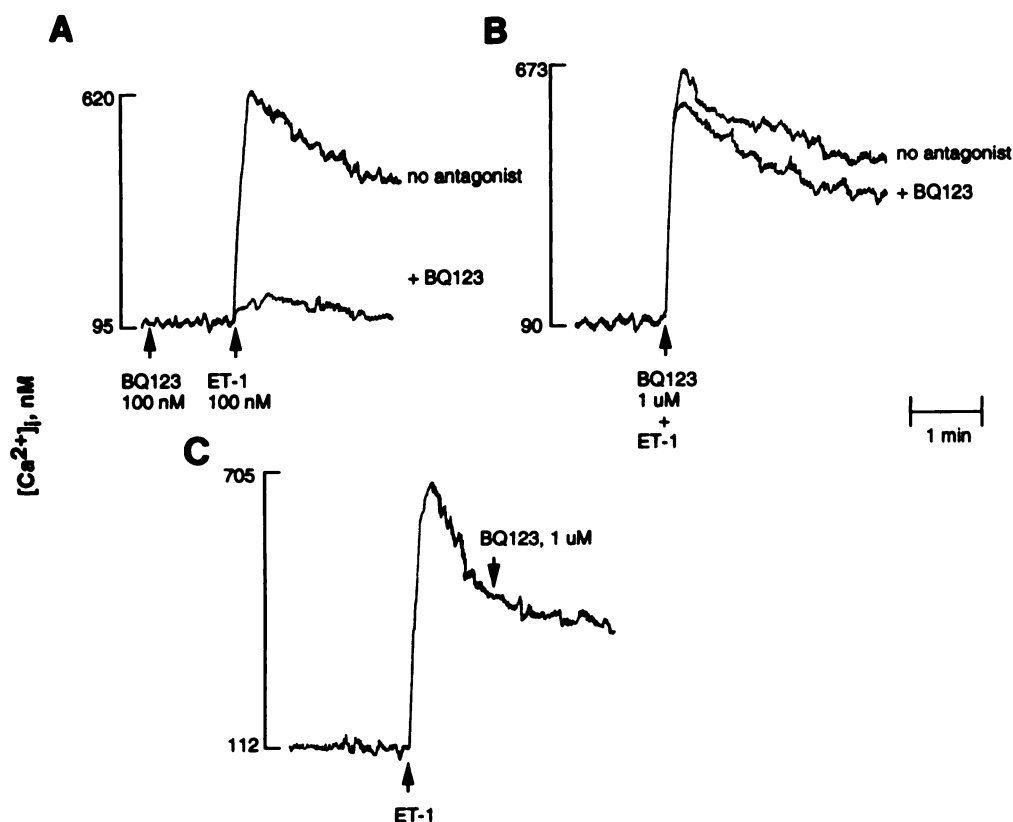 A
620
no antagonist
+ BQ123
95
BQ123
100 nM
ET-1
100 nM
B
673
no antagonist
+ BQ123
90
BQ123
1 uM
+
ET-1
1 min
[Ca2+]i, nM
C
705
BQ123, 1 uM
112
ET-1